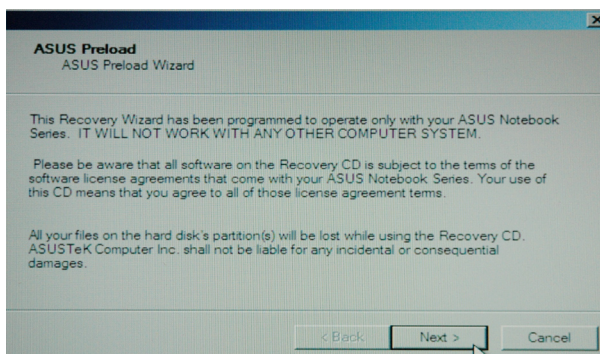 ASUS Preload
ASUS Preload Wizard
This Recovery Wizard has been programmed to operate only with your ASUS Notebook
Series. IT WILL NOT WORK WITH ANY OTHER COMPUTER SYSTEM.
Please be aware that all software on the Recovery CD is subject to the terms of the
software license agreements that come with your ASUS Notebook Series. Your use of
this CD means that you agree to all of those license agreement terms.
All your files on the hard disk's partition(s) will be lost while using the Recovery CD.
ASUSTeK Computer Inc. shall not be liable for any incidental or consequential
damages.
< Back Next > Cancel